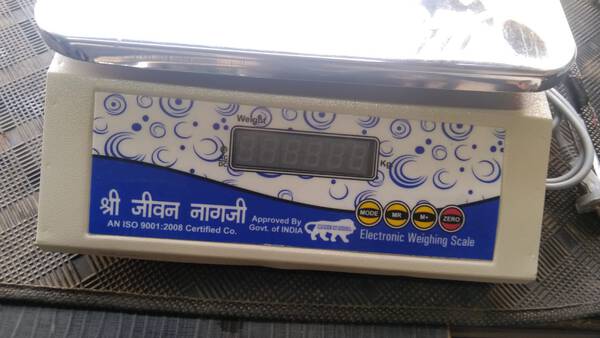 Weight
Kg
श्री जीवन नागजी
AN ISO 9001:2008 Certified Co.
Approved By
Govt. of INDIA
MODE
MR
M+
ZERO
Electronic Weighing Scale